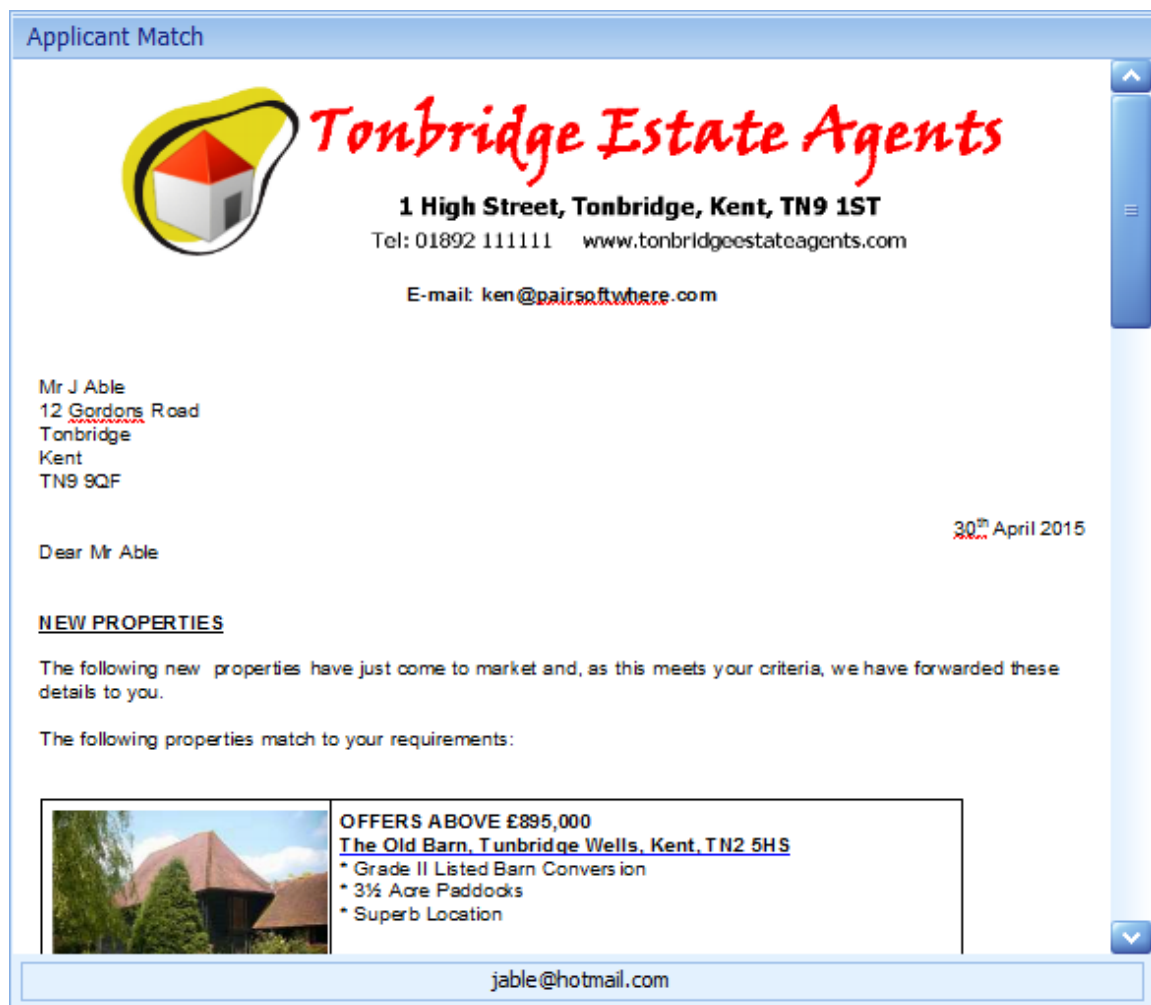 Applicant Match
Tonbridge Estate Agents
1 High Street, Tonbridge, Kent, TN9 1ST
Tel: 01892 111111 www.tonbridgeestateagents.com
E-mail: ken@pairsoftwhere.com
Mr J Able
12 Gordons Road
Tonbridge
Kent
TN9 9QF
30th April 2015
Dear Mr Able
NEW PROPERTIES
The following new  properties have just come to market and, as this meets your criteria, we have forwarded these
details to you.
The following properties match to your requirements:
OFFERS ABOVE £895,000
The Old Barn, Tunbridge Wells, Kent, TN2 5HS
* Grade II Listed Barn Conversion
* 3½ Acre Paddocks
* Superb Location
jable@hotmail.com